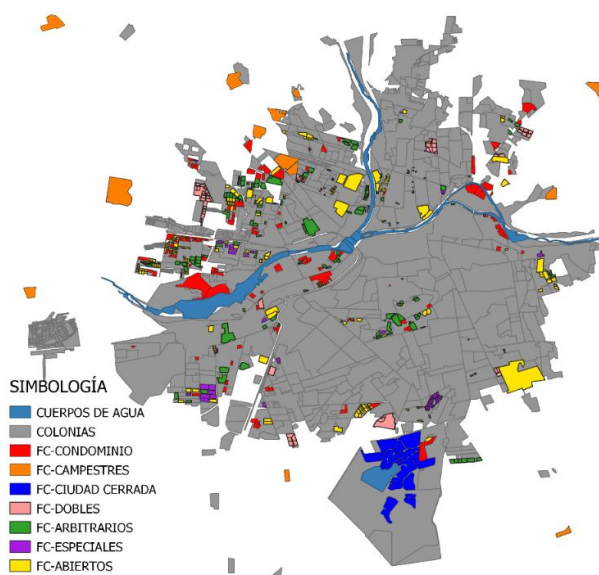 SIMBOLOGÍA
CUERPOS DE AGUA
COLONIAS
FC-CONDOMINIO
FC-CAMPESTRES
FC-CIUDAD CERRADA
FC-DOBLES
FC-ARBITRARIOS
FC-ESPECIALES
FC-ABIERTOS